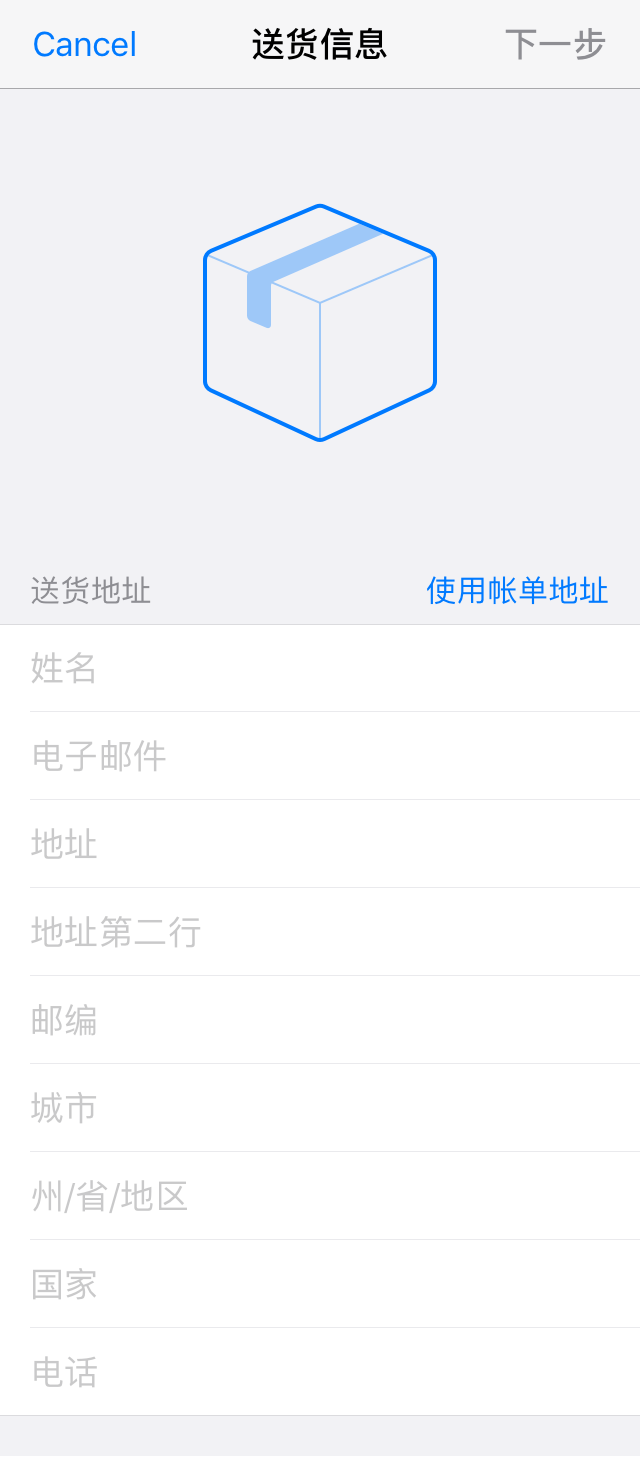 Cancel 送货信息 下一步
送货地址 使用帐单地址
姓名
电子邮件
地址
地址第二行
邮编
城市
州/省/地区
国家
电话